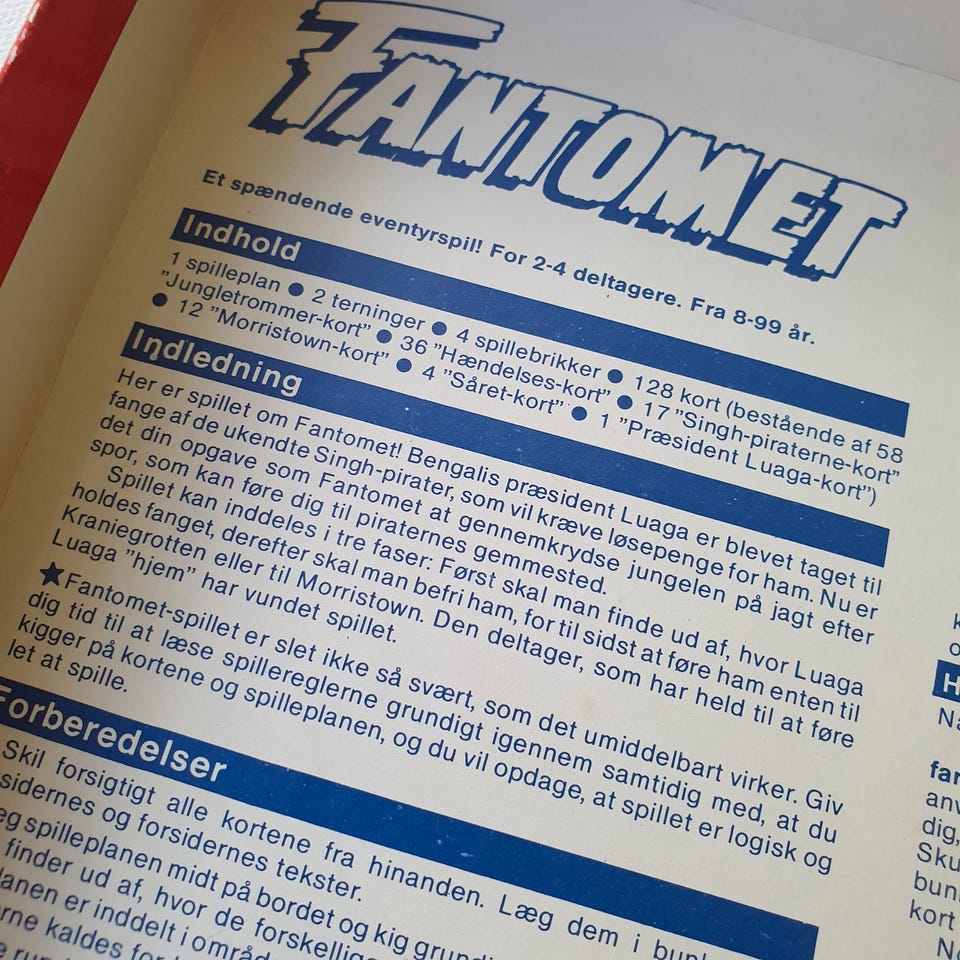 FANTOMET
Et spændende eventyrspil! For 2-4 deltagere. Fra 8-99 år.
Indhold
1 spilleplan ● 2 terninger ● 4 spillebrikker ● 128 kort (bestående af 58
"Jungletrommer-kort" ● 36 "Hændelses-kort" ● 17 "Singh-piraterne-kort"
● 12 "Morristown-kort" ● 4 "Såret-kort" ● 1 "Præsident Luaga-kort")
Indledning
Her er spillet om Fantomet! Bengalis præsident Luaga er blevet taget til
fange af de ukendte Singh-pirater, som vil kræve løsepenge for ham. Nu er
det din opgave som Fantomet at gennemkrydse jungelen på jagt efter
spor, som kan føre dig til piraternes gemmested.
Spillet kan inddeles i tre faser: Først skal man finde ud af, hvor Luaga
holdes fanget, derefter skal man befri ham, for til sidst at føre ham enten til
Kraniegrotten eller til Morristown. Den deltager, som har held til at føre
Luaga "hjem" har vundet spillet.
★ Fantomet-spillet er slet ikke så svært, som det umiddelbart virker. Giv
dig tid til at læse spillereglerne grundigt igennem samtidig med, at du
kigger på kortene og spilleplanen, og du vil opdage, at spillet er logisk og
let at spille.
Forberedelser
Skil forsigtigt alle kortene fra hinanden. Læg dem i
sidernes og forsidernes tekster.
spilleplanen midt på bordet og kig
finder ud af, hvor de forskellige
er inddelt i
kaldes for
fan
anv
dig,
Sku
bun
kort